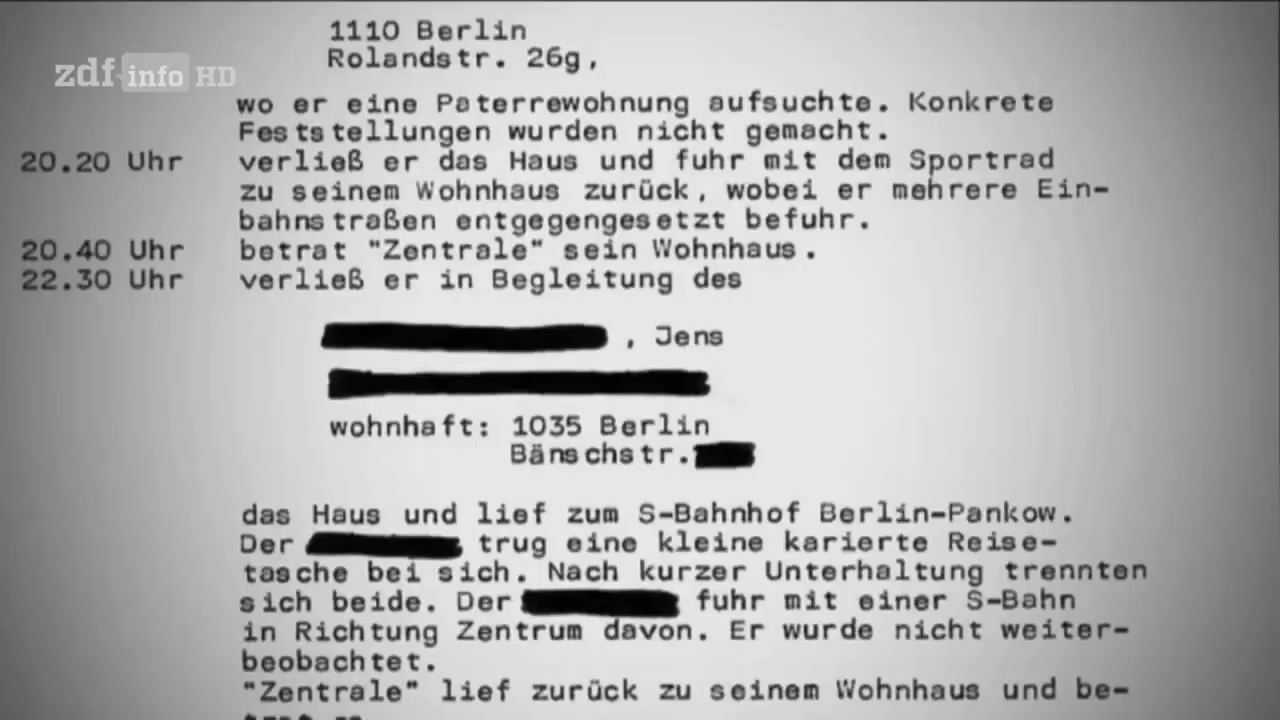 1110 Berlin
Rolandstr. 26g,
zdf info HD
wo er eine Paterrewohnung aufsuchte. Konkrete
Feststellungen wurden nicht gemacht.
20.20 Uhr verließ er das Haus und fuhr mit dem Sportrad
zu seinem Wohnhaus zurück, wobei er mehrere Ein-
bahnstraßen entgegengesetzt befuhr.
20.40 Uhr betrat "Zentrale" sein Wohnhaus.
22.30 Uhr verließ er in Begleitung des
, Jens
wohnhaft: 1035 Berlin
Bänschstr.
das Haus und lief zum S-Bahnhof Berlin-Pankow.
Der trug eine kleine karierte Reise-
tasche bei sich. Nach kurzer Unterhaltung trennten
sich beide. Der fuhr mit einer S-Bahn
in Richtung Zentrum davon. Er wurde nicht weiter-
beobachtet.
"Zentrale" lief zurück zu seinem Wohnhaus und be-